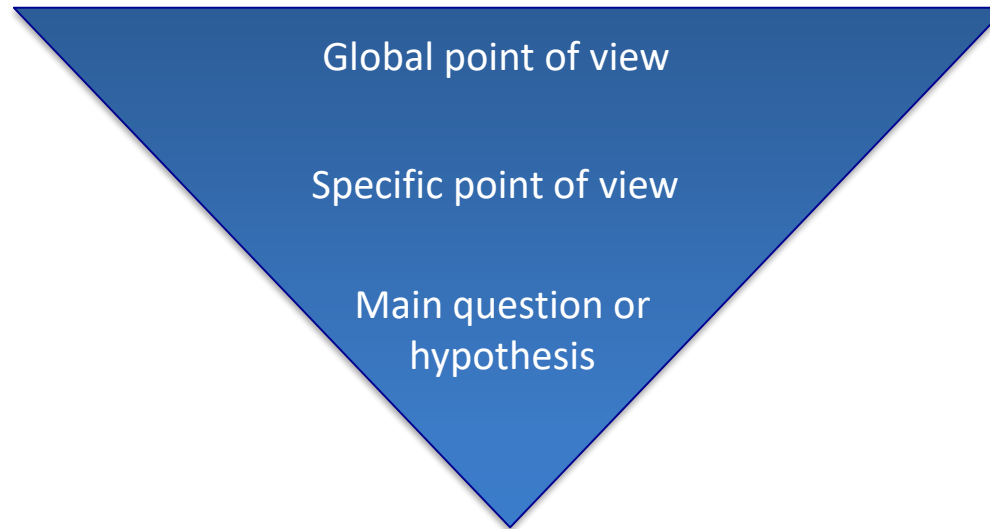 Global point of view
Specific point of view
Main question or
hypothesis